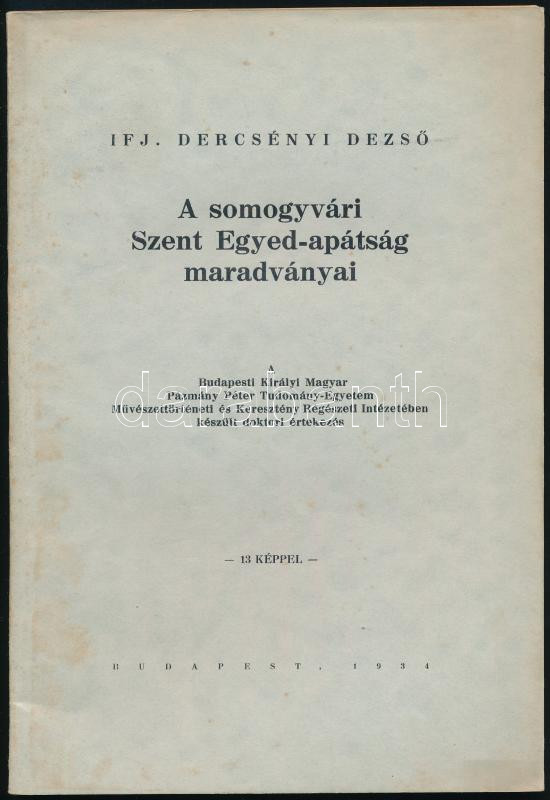 IFJ. DERCSÉNYI DEZSŐ
A somogyvári
Szent Egyed-apátság
maradványai
A
Budapesti Királyi Magyar
Pázmány Péter Tudomány-Egyetem
Művészettörténeti és Keresztény Régészeti Intézetében
készült doktori értekezés
darabanth
— 13 KÉPPEL —
BUDAPEST, 1934